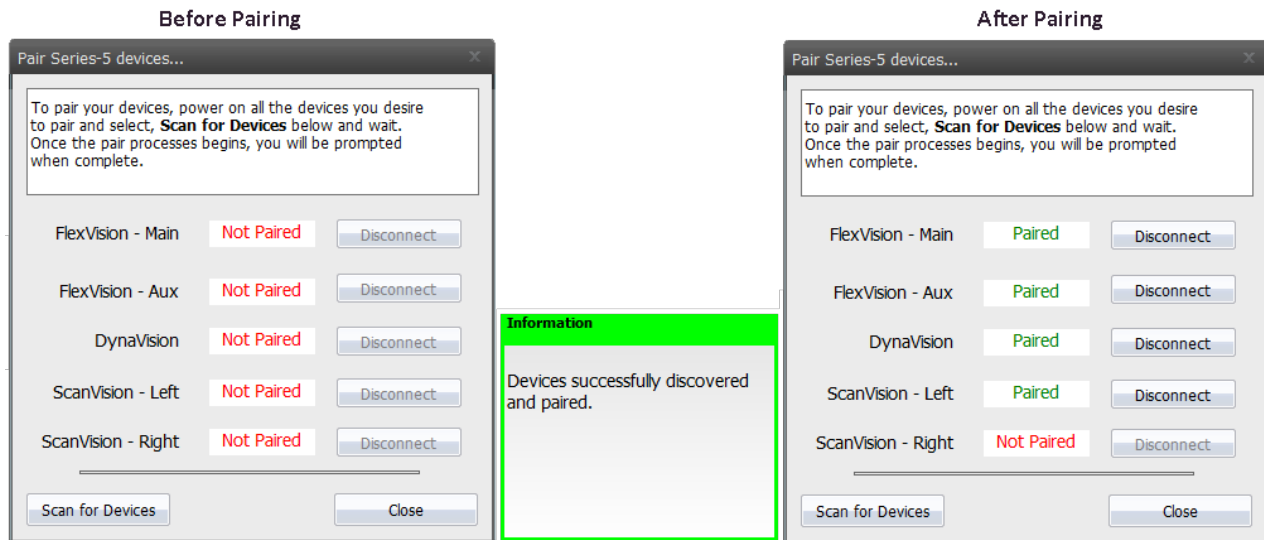 Before Pairing
Pair Series-5 devices...
x
To pair your devices, power on all the devices you desire
to pair and select, Scan for Devices below and wait.
Once the pair processes begins, you will be prompted
when complete.
FlexVision - Main Not Paired Disconnect
FlexVision - Aux Not Paired Disconnect
DynaVision Not Paired Disconnect
ScanVision - Left Not Paired Disconnect
ScanVision - Right Not Paired Disconnect
Scan for Devices Close
Information
Devices successfully discovered
and paired.
After Pairing
Pair Series-5 devices...
x
To pair your devices, power on all the devices you desire
to pair and select, Scan for Devices below and wait.
Once the pair processes begins, you will be prompted
when complete.
FlexVision - Main Paired Disconnect
FlexVision - Aux Paired Disconnect
DynaVision Paired Disconnect
ScanVision - Left Paired Disconnect
ScanVision - Right Not Paired Disconnect
Scan for Devices Close